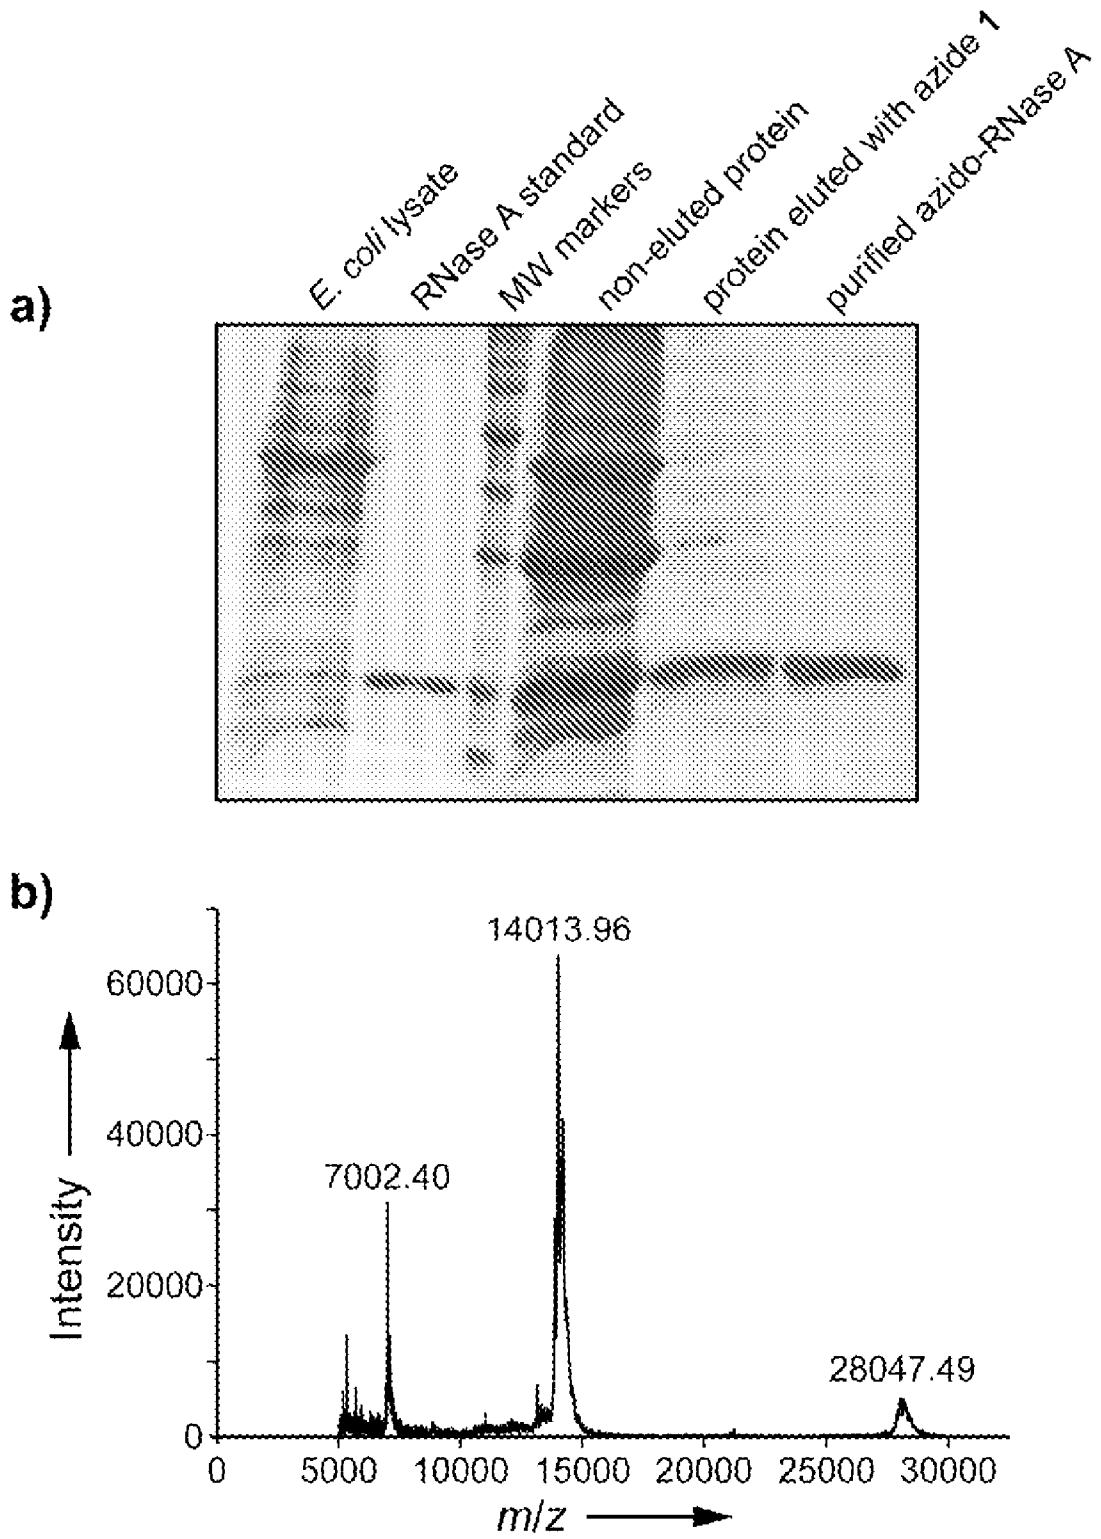 a)
E. coli lysate
RNase A standard
MW markers
non-eluted protein
protein eluted with azide 1
purified azido-RNase A
b)
14013.96
7002.40
28047.49
Intensity
60000
40000
20000
0
0 5000 10000 15000 20000 25000 30000
m/z